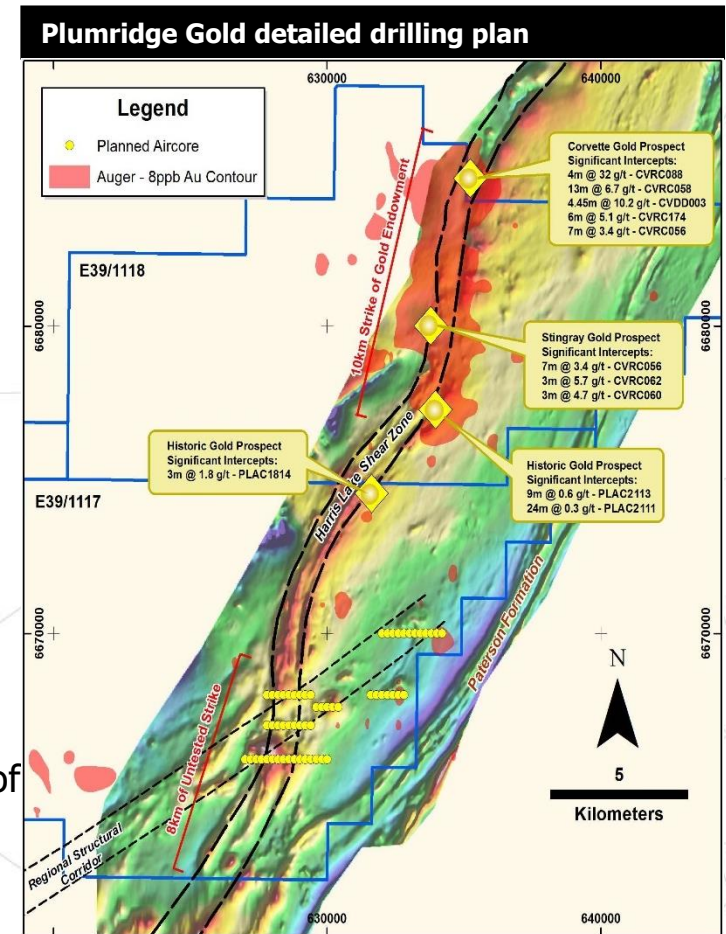 Plumridge Gold detailed drilling plan
630000
640000
Legend
Planned Aircore
Auger - 8ppb Au Contour
Corvette Gold Prospect
Significant Intercepts:
4m @ 32 g/t - CVRC088
13m @ 6.7 g/t - CVRC058
4.45m @ 10.2 g/t - CVDD003
6m @ 5.1 g/t - CVRC174
7m @ 3.4 g/t - CVRC056
E39/1118
10km Strike of Gold Endowment
6680000
6680000
Stingray Gold Prospect
Significant Intercepts:
7m @ 3.4 g/t - CVRC056
3m @ 5.7 g/t - CVRC062
3m @ 4.7 g/t - CVRC060
Harris Lake Shear Zone
Historic Gold Prospect
Significant Intercepts:
3m @ 1.8 g/t - PLAC1814
Historic Gold Prospect
Significant Intercepts:
9m @ 0.6 g/t - PLAC2113
24m @ 0.3 g/t - PLAC2111
E39/1117
Paterson Formation
6670000
6670000
N
8km of Untested Strike
5
Kilometers
of
Regional Structural
Corridor
630000
640000